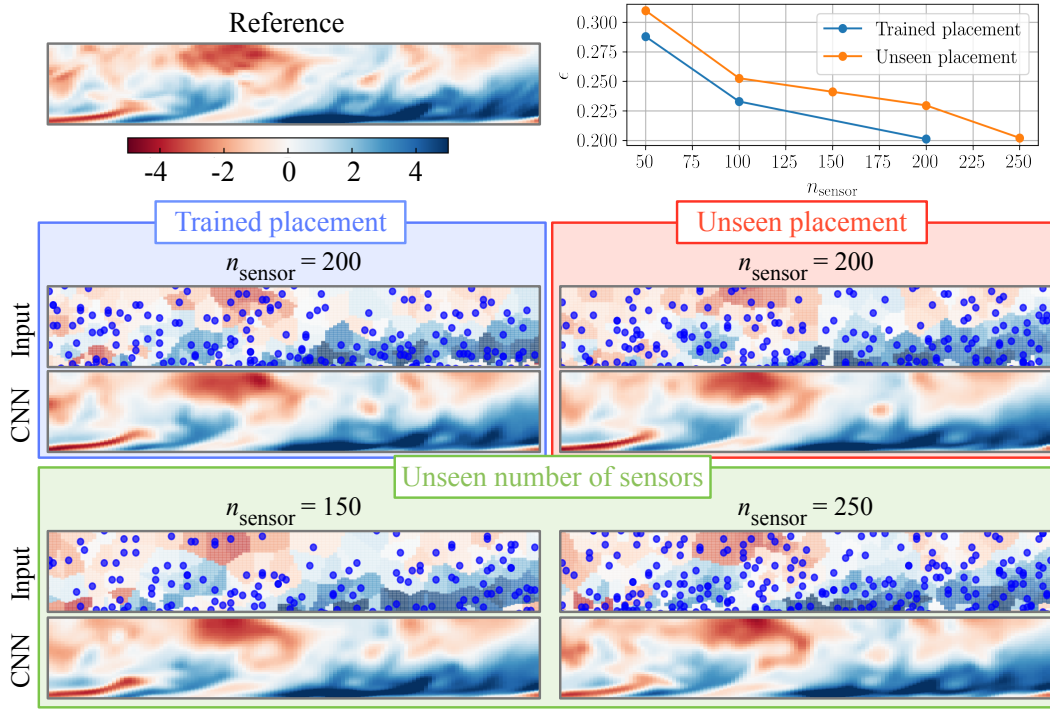 Reference
-4 -2 0 2 4
0.300
0.275
0.250
0.225
0.200
ϵ
50 75 100 125 150 175 200 225 250
n_sensor
Trained placement
Unseen placement
Trained placement
n_sensor = 200
Input
CNN
Unseen placement
n_sensor = 200
Unseen number of sensors
n_sensor = 150
n_sensor = 250
Input
CNN